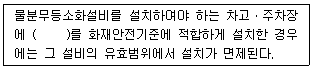 물분무등소화설비를 설치하여야 하는 차고·주차장
에 (    )를 화재안전기준에 적합하게 설치한 경우
에는 그 설비의 유효범위에서 설치가 면제된다.